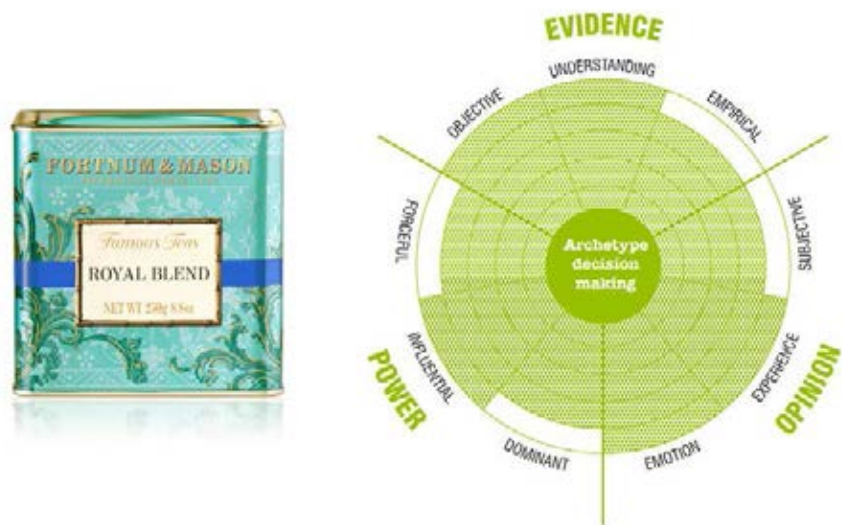 FORTNUM & MASON
Famous Teas
ROYAL BLEND
NET WT 250g 8.8oz
EVIDENCE
UNDERSTANDING
OBJECTIVE
EMPIRICAL
FORCEFUL
SUBJECTIVE
Archetype
decision
making
INFLUENTIAL
EXPERIENCE
POWER
OPINION
DOMINANT
EMOTION